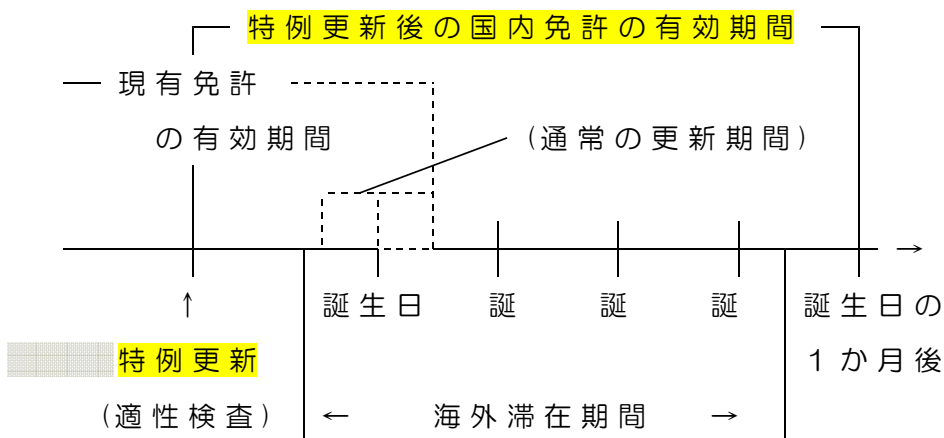 特例更新後の国内免許の有効期間
現有免許
の有効期間
(通常の更新期間)
→
↑
誕生日
誕
誕
誕
誕生日の
1か月後
特例更新
(適性検査)
← 海外滞在期間 →